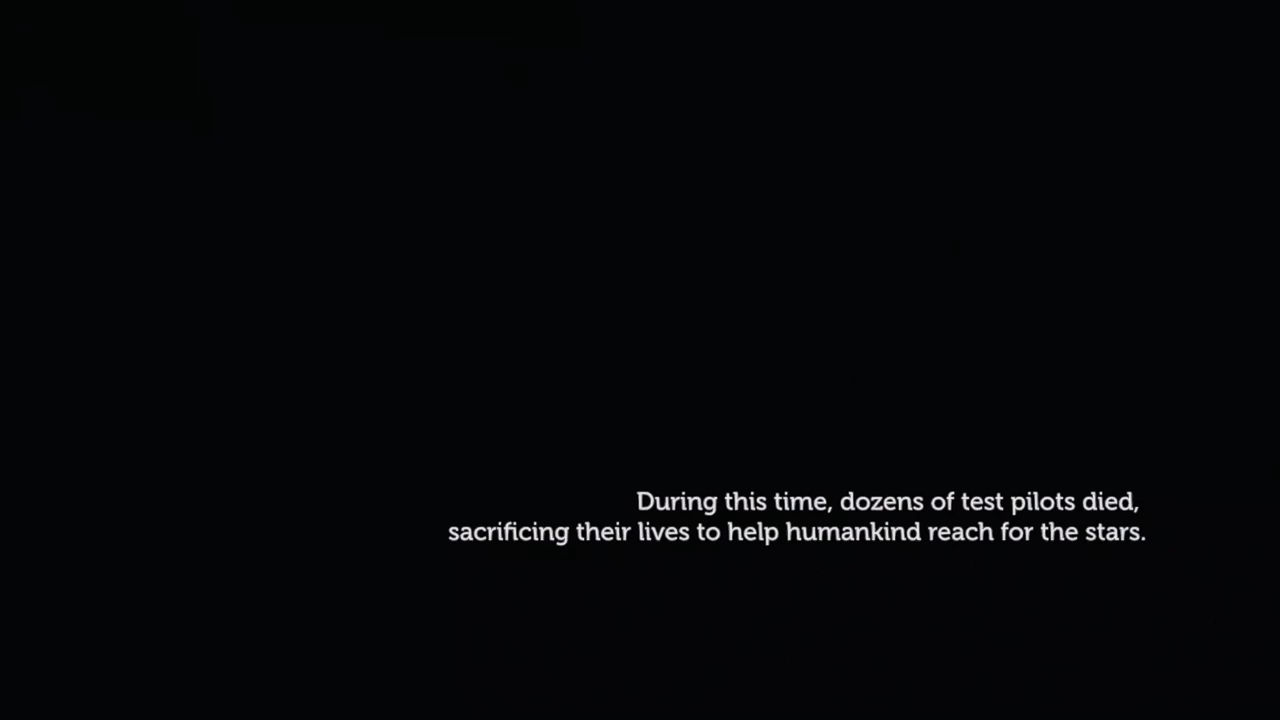 During this time, dozens of test pilots died,
sacrificing their lives to help humankind reach for the stars.